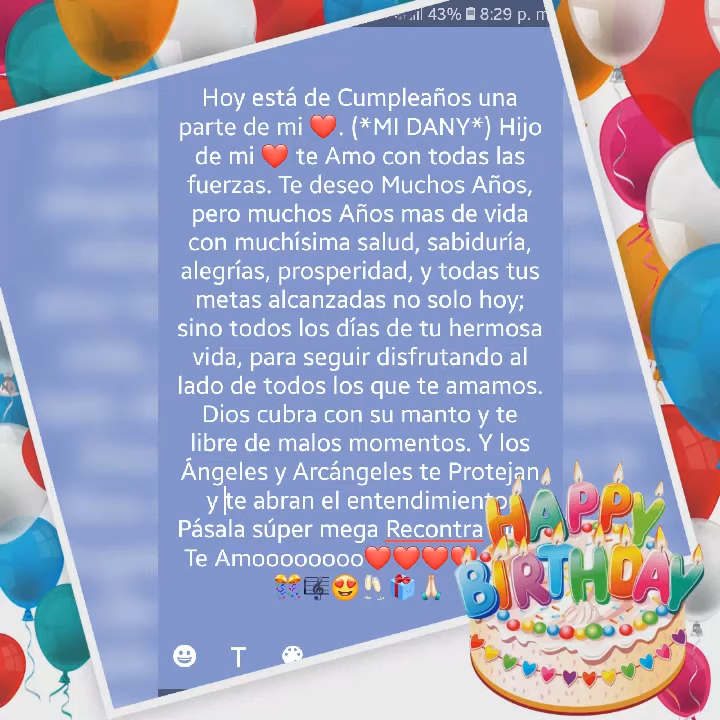 43% 8:29 p. m
Hoy está de Cumpleaños una
parte de mi ❤️. (*MI DANY*) Hijo
de mi ❤️ te Amo con todas las
fuerzas. Te deseo Muchos Años,
pero muchos Años mas de vida
con muchísima salud, sabiduría,
alegrías, prosperidad, y todas tus
metas alcanzadas no solo hoy;
sino todos los días de tu hermosa
vida, para seguir disfrutando al
lado de todos los que te amamos.
Dios cubra con su manto y te
libre de malos momentos. Y los
Ángeles y Arcángeles te Protejan
y te abran el entendimiento
Pásala súper mega Recontra
Te Amoooooooo❤️❤️❤️❤️
🎊🎼😍🥂🎁🙏🏻
T
HAPPY
BIRTHDAY